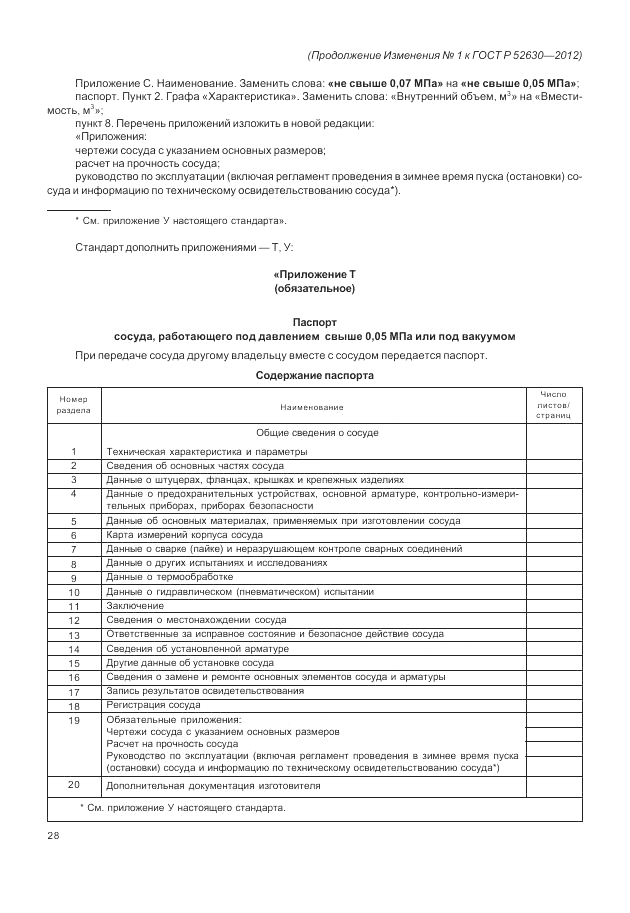 (Продолжение Изменения № 1 к ГОСТ Р 52630—2012)
Приложение С. Наименование. Заменить слова: «не свыше 0,07 МПа» на «не свыше 0,05 МПа»;
паспорт. Пункт 2. Графа «Характеристика». Заменить слова: «Внутренний объем, м³» на «Вмести-
мость, м³»;
пункт 8. Перечень приложений изложить в новой редакции:
«Приложения:
чертежи сосуда с указанием основных размеров;
расчет на прочность сосуда;
руководство по эксплуатации (включая регламент проведения в зимнее время пуска (остановки) со-
суда и информацию по техническому освидетельствованию сосуда*).
* См. приложение У настоящего стандарта».
Стандарт дополнить приложениями — Т, У:
«Приложение Т
(обязательное)
Паспорт
сосуда, работающего под давлением свыше 0,05 МПа или под вакуумом
При передаче сосуда другому владельцу вместе с сосудом передается паспорт.
Содержание паспорта
Номер
раздела
Наименование
Число
листов/
страниц
Общие сведения о сосуде
1 Техническая характеристика и параметры
2 Сведения об основных частях сосуда
3 Данные о штуцерах, фланцах, крышках и крепежных изделиях
4 Данные о предохранительных устройствах, основной арматуре, контрольно-измери-
тельных приборах, приборах безопасности
5 Данные об основных материалах, применяемых при изготовлении сосуда
6 Карта измерений корпуса сосуда
7 Данные о сварке (пайке) и неразрушающем контроле сварных соединений
8 Данные о других испытаниях и исследованиях
9 Данные о термообработке
10 Данные о гидравлическом (пневматическом) испытании
11 Заключение
12 Сведения о местонахождении сосуда
13 Ответственные за исправное состояние и безопасное действие сосуда
14 Сведения об установленной арматуре
15 Другие данные об установке сосуда
16 Сведения о замене и ремонте основных элементов сосуда и арматуры
17 Запись результатов освидетельствования
18 Регистрация сосуда
19 Обязательные приложения:
Чертежи сосуда с указанием основных размеров
Расчет на прочность сосуда
Руководство по эксплуатации (включая регламент проведения в зимнее время пуска
(остановки) сосуда и информацию по техническому освидетельствованию сосуда*)
20 Дополнительная документация изготовителя
* См. приложение У настоящего стандарта.
28